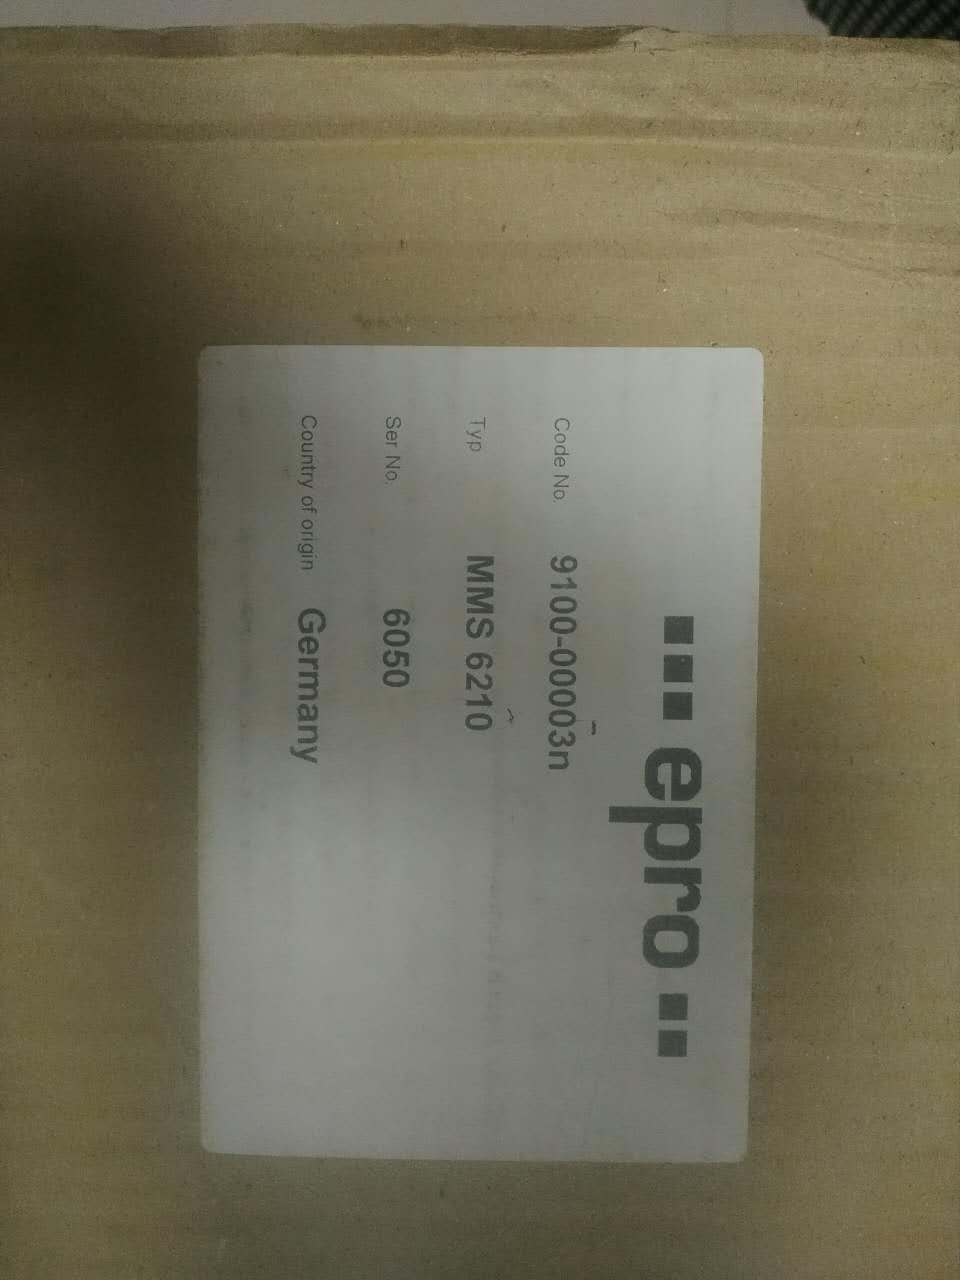 epro
Code No. 9100-00003n
Typ MMS 6210
Ser No. 6050
Country of origin Germany